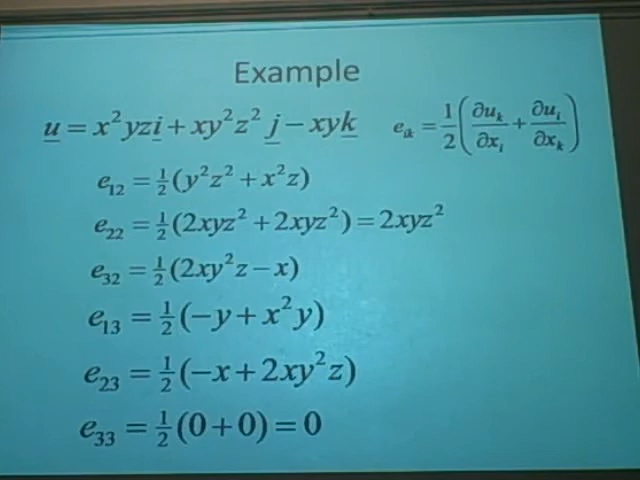 Example
u = x²yzi + xy²z² j − xyk   eᵢₖ = 1/2 (∂uₖ/∂xᵢ + ∂uᵢ/∂xₖ)
e₁₂ = ½(y²z² + x²z)
e₂₂ = ½(2xyz² + 2xyz²) = 2xyz²
e₃₂ = ½(2xy²z − x)
e₁₃ = ½(−y + x²y)
e₂₃ = ½(−x + 2xy²z)
e₃₃ = ½(0 + 0) = 0